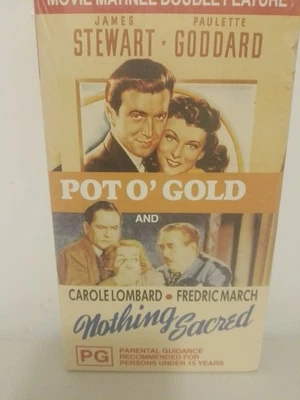 MOVIE MATINEE DOUBLE FEATURE
JAMES PAULETTE
STEWART • GODDARD
POT O' GOLD
AND
CAROLE LOMBARD • FREDRIC MARCH
Nothing Sacred
PG PARENTAL GUIDANCE
RECOMMENDED FOR
PERSONS UNDER 15 YEARS